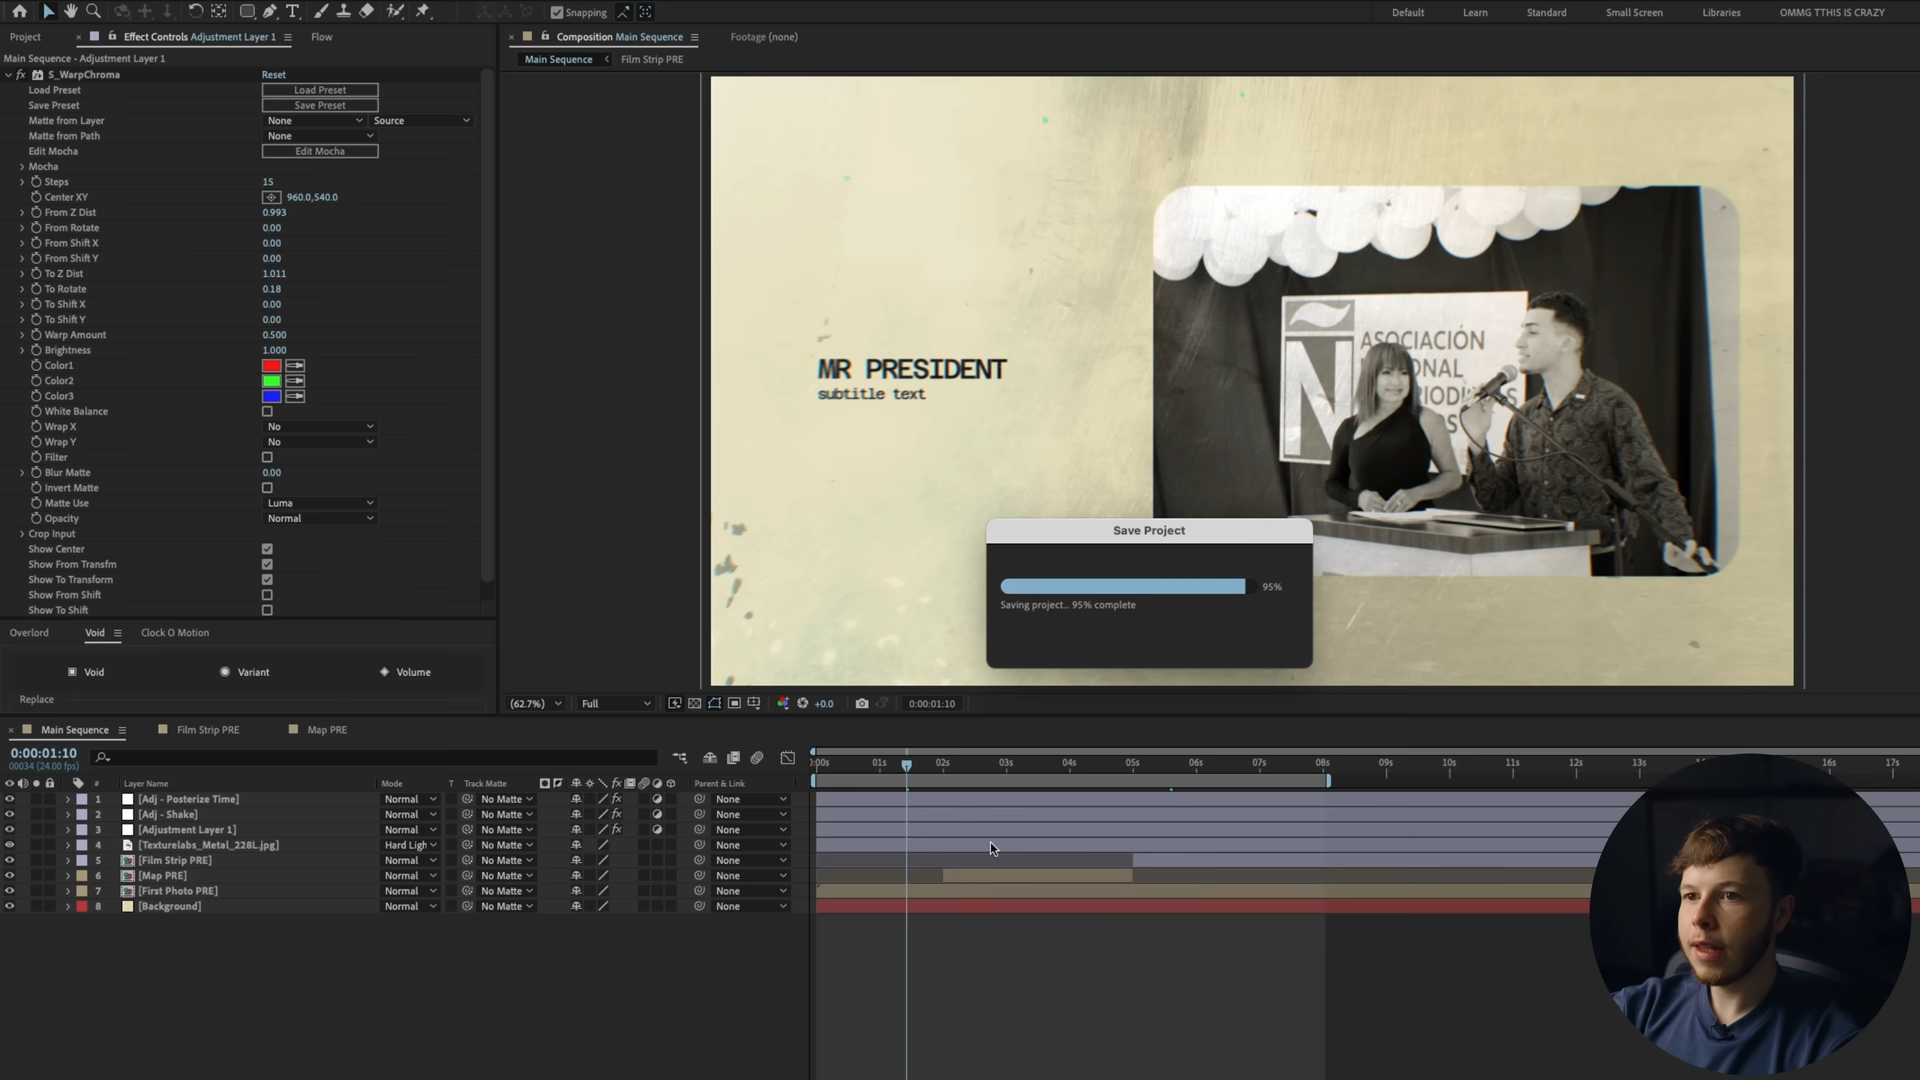 Snapping
Default
Learn
Standard
Small Screen
Libraries
OMMG TTHIS IS CRAZY
Project
Effect Controls Adjustment Layer 1
Flow
Main Sequence • Adjustment Layer 1
fx S_WarpChroma Reset
Load Preset Load Preset
Save Preset Save Preset
Matte from Layer None Source
Matte from Path None
Edit Mocha Edit Mocha
Mocha
Steps 15
Center XY 960.0,540.0
From Z Dist 0.993
From Rotate 0.00
From Shift X 0.00
From Shift Y 0.00
To Z Dist 1.011
To Rotate 0.18
To Shift X 0.00
To Shift Y 0.00
Warp Amount 0.500
Brightness 1.000
Color1
Color2
Color3
White Balance
Wrap X No
Wrap Y No
Filter
Blur Matte 0.00
Invert Matte
Matte Use Luma
Opacity Normal
Crop Input
Show Center
Show From Transfm
Show To Transform
Show From Shift
Show To Shift
Overlord
Void
Clock O Motion
Void
Variant
Volume
Replace
Composition Main Sequence
Footage (none)
Main Sequence
Film Strip PRE
MR PRESIDENT
subtitle text
Ñ
ASOCIACIÓN
Save Project
95%
Saving project... 95% complete
(62.7%)
Full
+0.0
0:00:01:10
Main Sequence
Film Strip PRE
Map PRE
0:00:01:10
00034 (24.00 fps)
:00s 01s 02s 03s 04s 05s 06s 07s 08s 09s 10s 11s 12s 13s 16s 17s
# Layer Name Mode T Track Matte fx Parent & Link
1 [Adj - Posterize Time] Normal No Matte fx None
2 [Adj - Shake] Normal No Matte fx None
3 [Adjustment Layer 1] Normal No Matte fx None
4 [Texturelabs_Metal_228L.jpg] Hard Ligh No Matte None
5 [Film Strip PRE] Normal No Matte None
6 [Map PRE] Normal No Matte None
7 [First Photo PRE] Normal No Matte None
8 [Background] Normal No Matte None